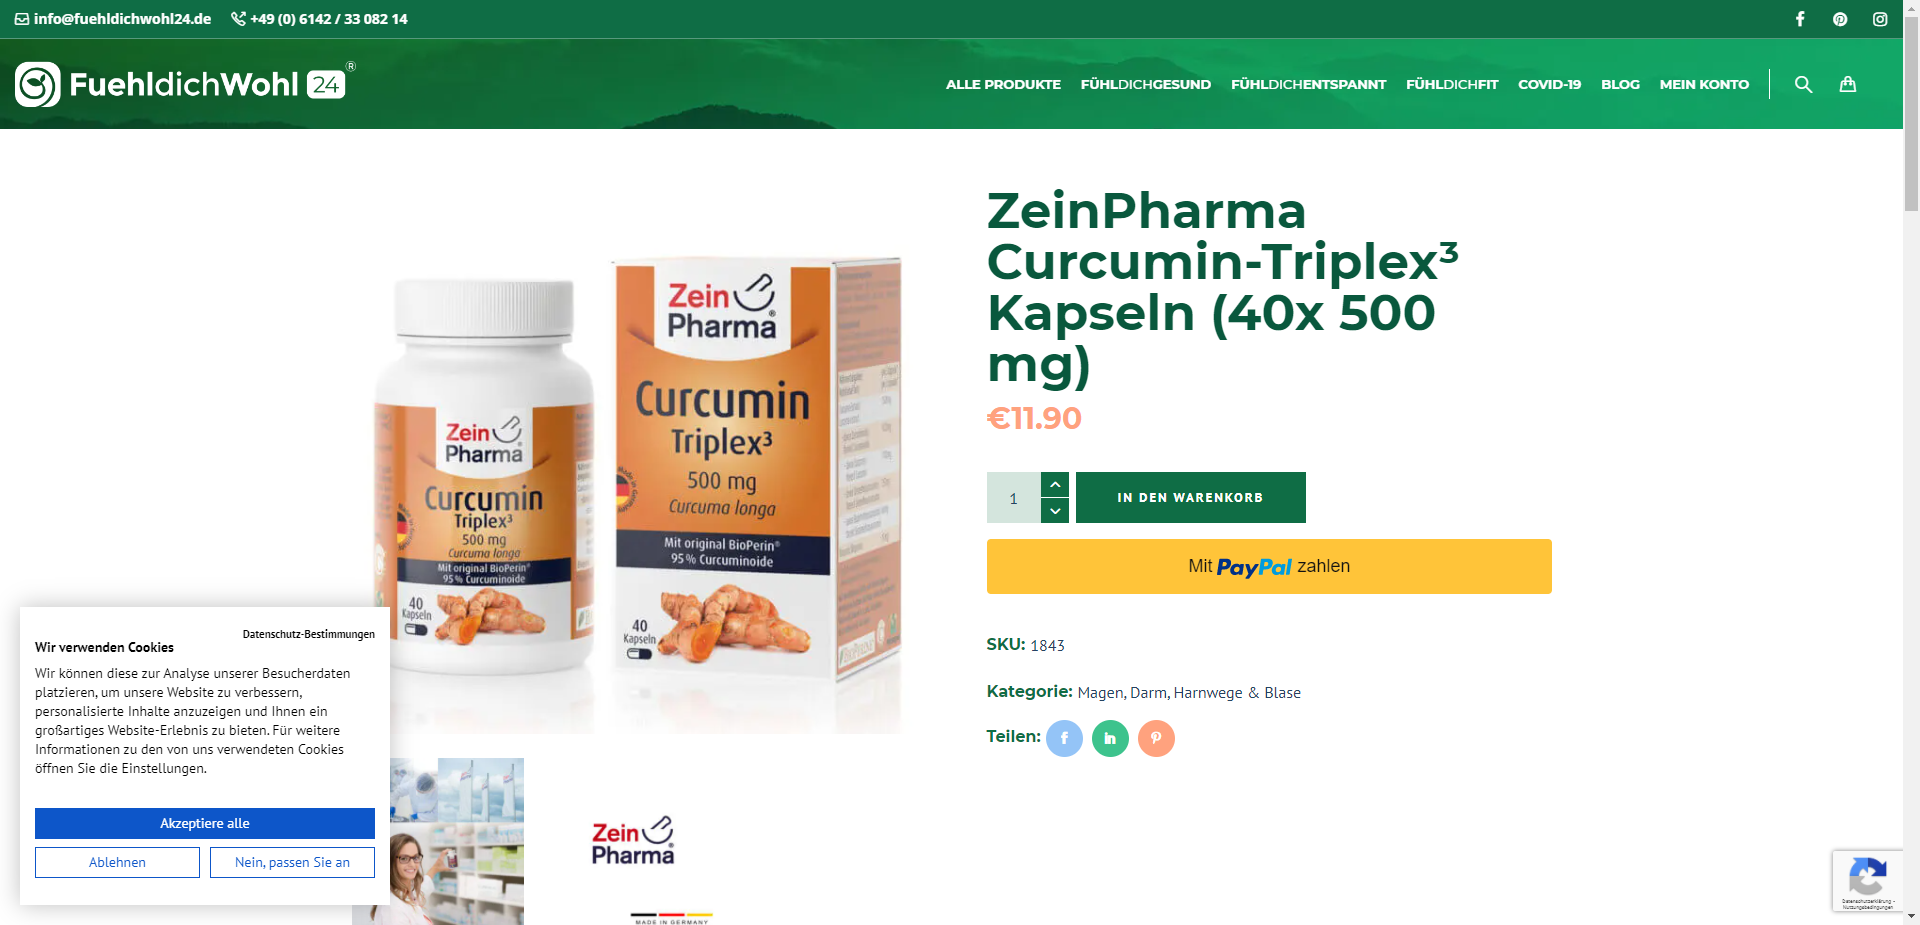 info@fuehldichwohl24.de
+49 (0) 6142 / 33 082 14
FuehldichWohl 24 ®
ALLE PRODUKTE
FÜHLDICHGESUND
FÜHLDICHENTSPANNT
FÜHLDICHFIT
COVID-19
BLOG
MEIN KONTO
ZeinPharma
Curcumin-Triplex³
Kapseln (40x 500
mg)
€11.90
1
IN DEN WARENKORB
Mit PayPal zahlen
SKU: 1843
Kategorie: Magen, Darm, Harnwege & Blase
Teilen:
Zein
Pharma
Curcumin
Triplex³
500 mg
Curcuma longa
Mit original BioPerin®
95% Curcuminoide
40
Kapseln
Zein
Pharma®
Curcumin
Triplex³
500 mg
Curcuma longa
Mit original BioPerin®
95% Curcuminoide
40
Kapseln
Zein
Pharma
MADE IN GERMANY
Datenschutz-Bestimmungen
Wir verwenden Cookies
Wir können diese zur Analyse unserer Besucherdaten
platzieren, um unsere Website zu verbessern,
personalisierte Inhalte anzuzeigen und Ihnen ein
großartiges Website-Erlebnis zu bieten. Für weitere
Informationen zu den von uns verwendeten Cookies
öffnen Sie die Einstellungen.
Akzeptiere alle
Ablehnen
Nein, passen Sie an
Datenschutzerklärung -
Nutzungsbedingungen